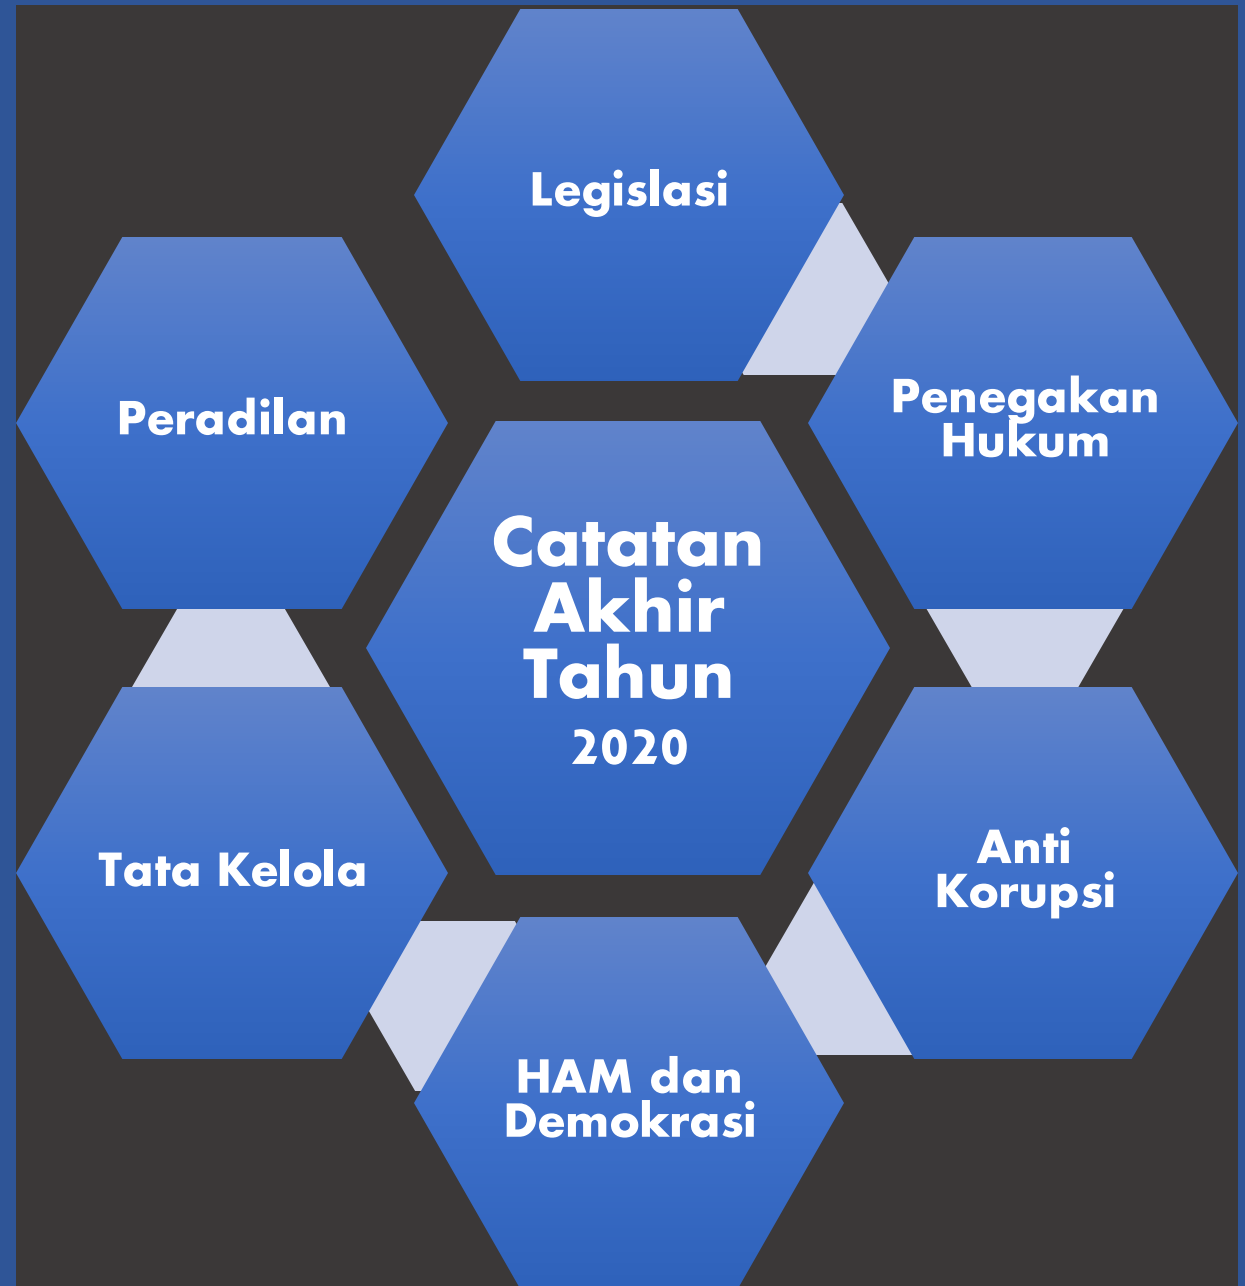 Legislasi
Peradilan
Penegakan
Hukum
Catatan
Akhir
Tahun
2020
Tata Kelola
Anti
Korupsi
HAM dan
Demokrasi